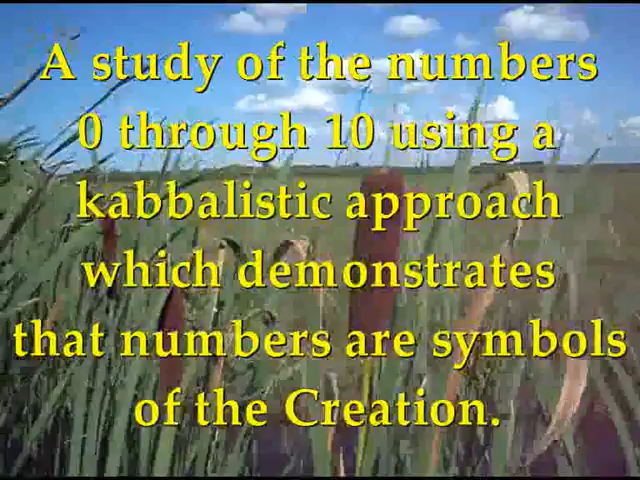 A study of the numbers
0 through 10 using a
kabbalistic approach
which demonstrates
that numbers are symbols
of the Creation.